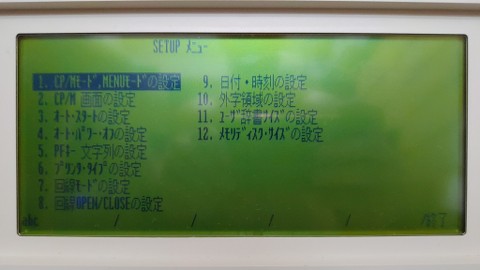 SETUP ﾒﾆｭｰ
1. CP/Mﾓｰﾄﾞ,MENUﾓｰﾄﾞの設定
2. CP/M 画面の設定
3. ｵｰﾄ･ｽﾀｰﾄの設定
4. ｵｰﾄ･ﾊﾟﾜｰ･ｵﾌの設定
5. PFｷｰ 文字列の設定
6. ﾌﾟﾘﾝﾀ･ﾀｲﾌﾟの設定
7. 回線ﾓｰﾄﾞの設定
8. 回線OPEN/CLOSEの設定
9. 日付・時刻の設定
10. 外字領域の設定
11. ﾕｰｻﾞ辞書ｻｲｽﾞの設定
12. ﾒﾓﾘﾃﾞｨｽｸ･ｻｲｽﾞの設定
abc / / / / / / /終了